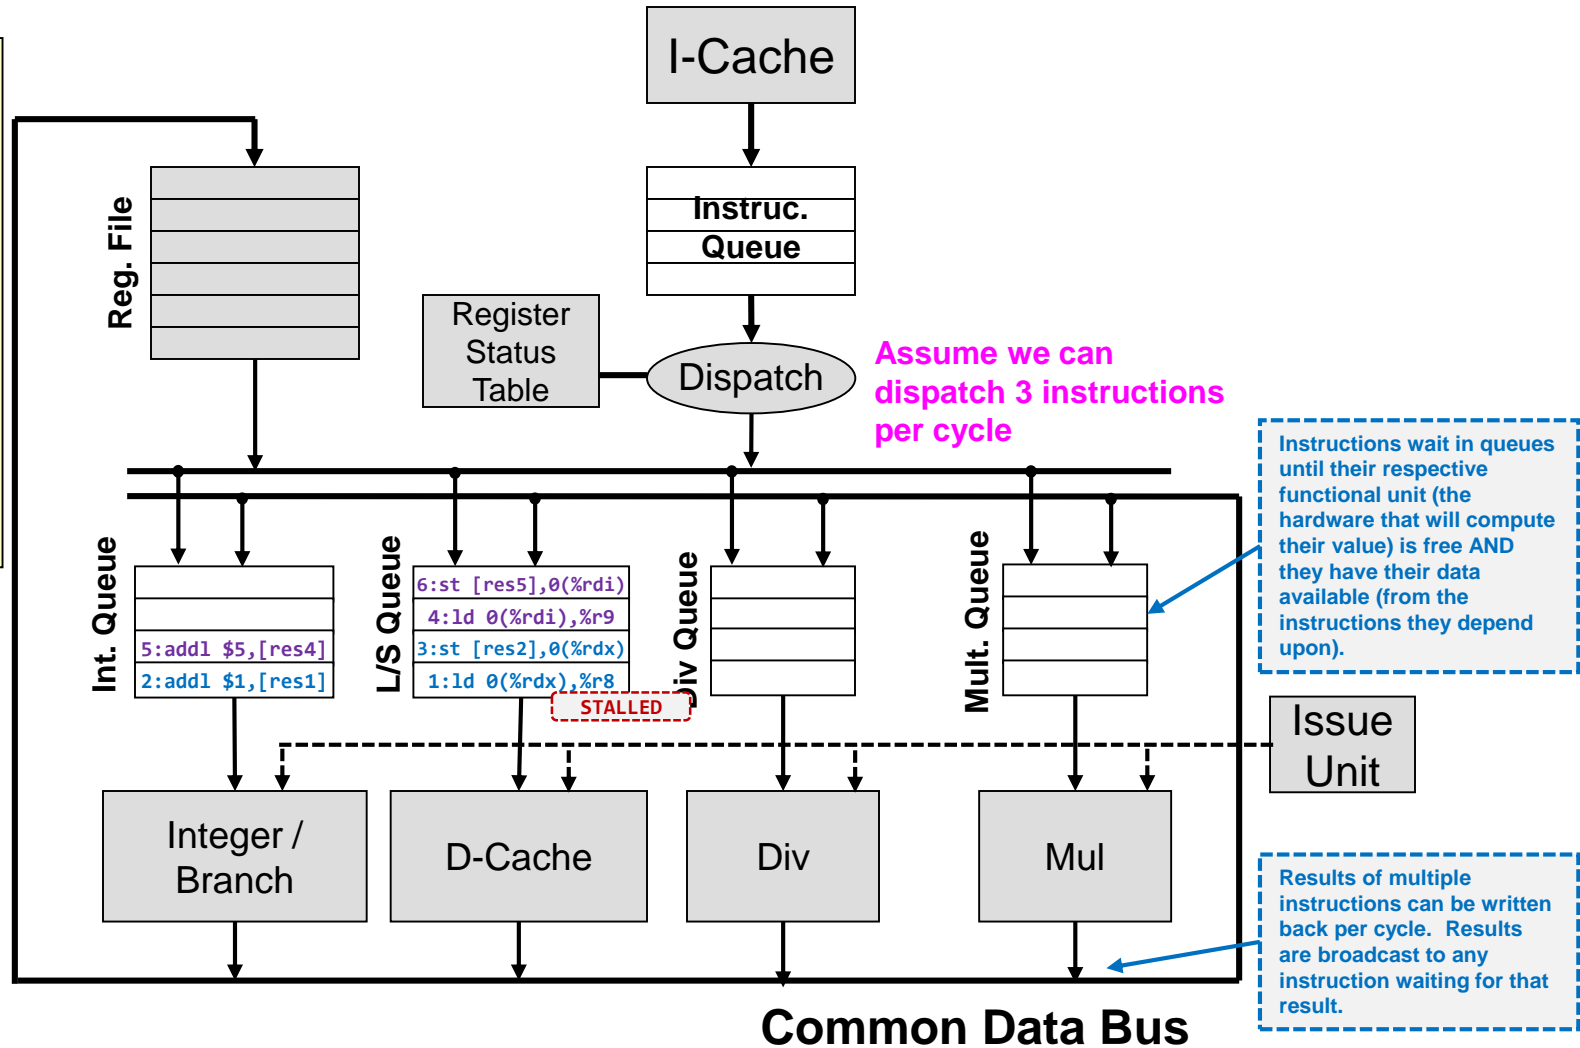 I-Cache
Reg. File
Instruc.
Queue
Register
Status
Table
Dispatch
Assume we can
dispatch 3 instructions
per cycle
Instructions wait in queues
until their respective
functional unit (the
hardware that will compute
their value) is free AND
they have their data
available (from the
instructions they depend
upon).
Int. Queue
5:addl $5,[res4]
2:addl $1,[res1]
L/S Queue
6:st [res5],0(%rdi)
4:ld 0(%rdi),%r9
3:st [res2],0(%rdx)
1:ld 0(%rdx),%r8
STALLED
Div Queue
Mult. Queue
Issue
Unit
Integer /
Branch
D-Cache
Div
Mul
Results of multiple
instructions can be written
back per cycle. Results
are broadcast to any
instruction waiting for that
result.
Common Data Bus